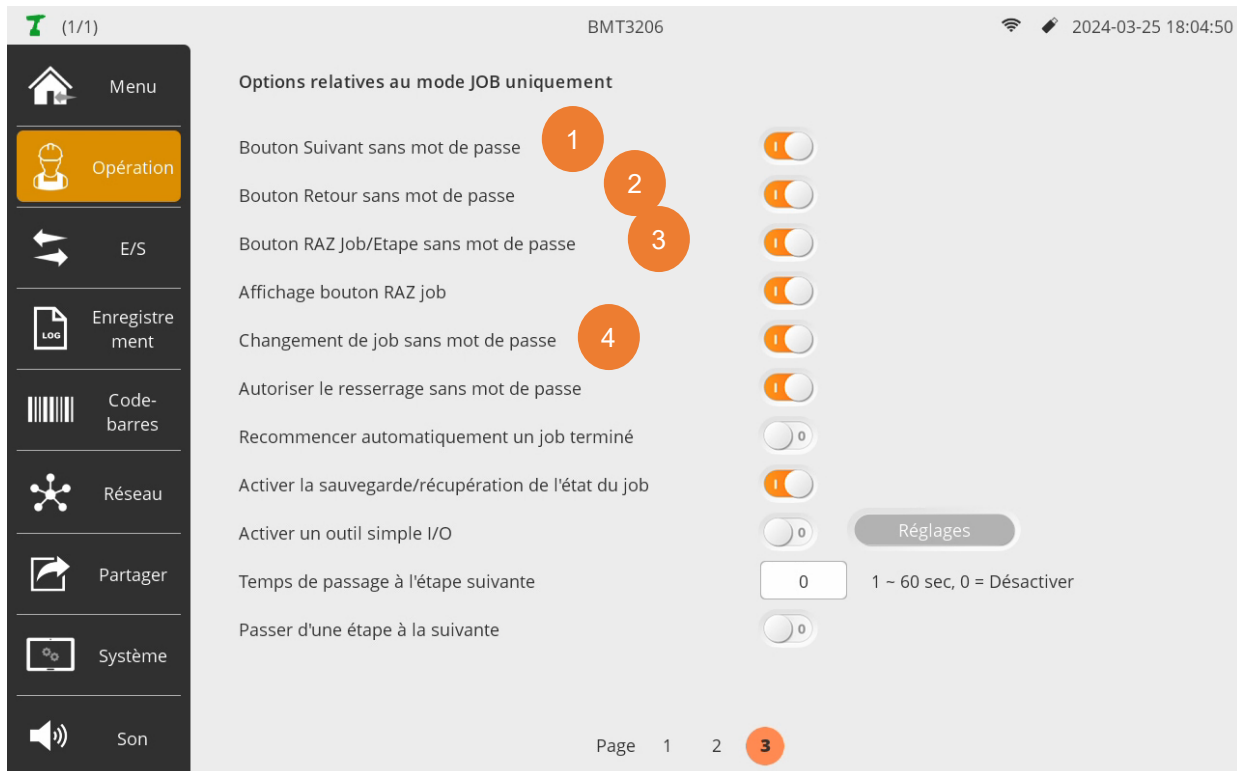 (1/1) BMT3206 2024-03-25 18:04:50
Menu
Opération
E/S
Enregistre
ment
LOG
Code-
barres
Réseau
Partager
Système
Son
Options relatives au mode JOB uniquement
Bouton Suivant sans mot de passe 1
Bouton Retour sans mot de passe 2
Bouton RAZ Job/Etape sans mot de passe 3
Affichage bouton RAZ job
Changement de job sans mot de passe 4
Autoriser le resserrage sans mot de passe
Recommencer automatiquement un job terminé 0
Activer la sauvegarde/récupération de l'état du job
Activer un outil simple I/O 0 Réglages
Temps de passage à l'étape suivante 0 1 ~ 60 sec, 0 = Désactiver
Passer d'une étape à la suivante 0
Page 1 2 3